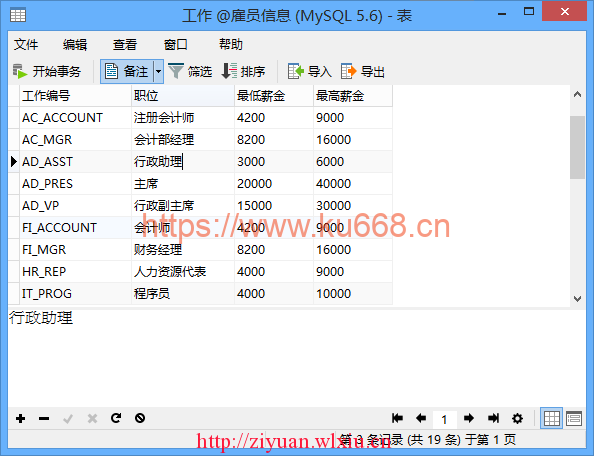 工作 @雇员信息 (MySQL 5.6) - 表
文件 编辑 查看 窗口 帮助
开始事务 备注 筛选 排序 导入 导出
工作编号 职位 最低薪金 最高薪金
AC_ACCOUNT 注册会计师 4200 9000
AC_MGR 会计部经理 8200 16000
AD_ASST 行政助理 3000 6000
AD_PRES 主席 20000 40000
AD_VP 行政副主席 15000 30000
https://www.ku668.cn
FI_ACCOUNT 会计师 4200 9000
FI_MGR 财务经理 8200 16000
HR_REP 人力资源代表 4000 9000
IT_PROG 程序员 4000 10000
行政助理
1
http://ziyuan.wlxiu.cn
第 3 条记录 (共 19 条) 于第 1 页